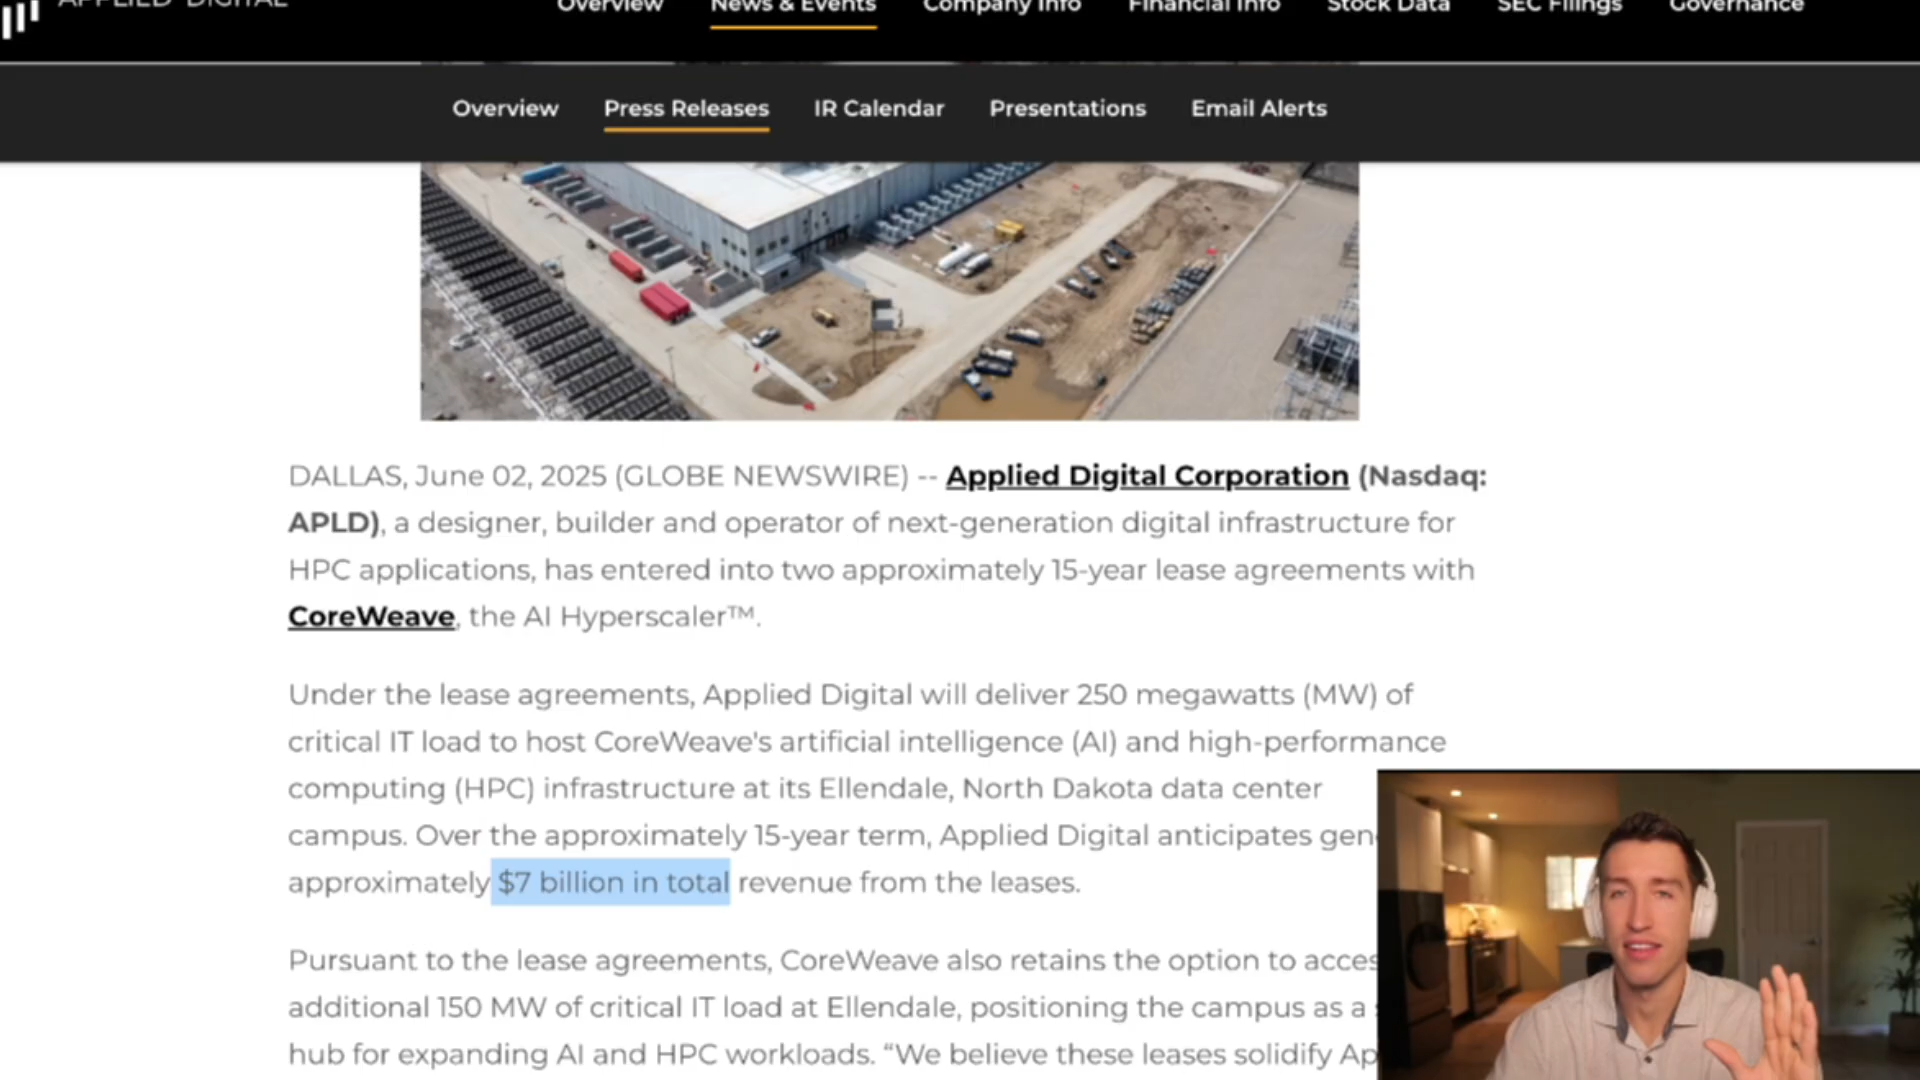 APPLIED DIGITAL
Overview News & Events Company Info Financial Info Stock Data SEC Filings Governance
Overview Press Releases IR Calendar Presentations Email Alerts
DALLAS, June 02, 2025 (GLOBE NEWSWIRE) -- Applied Digital Corporation (Nasdaq:
APLD), a designer, builder and operator of next-generation digital infrastructure for
HPC applications, has entered into two approximately 15-year lease agreements with
CoreWeave, the AI Hyperscaler™.
Under the lease agreements, Applied Digital will deliver 250 megawatts (MW) of
critical IT load to host CoreWeave's artificial intelligence (AI) and high-performance
computing (HPC) infrastructure at its Ellendale, North Dakota data center
campus. Over the approximately 15-year term, Applied Digital anticipates gen
approximately $7 billion in total revenue from the leases.
Pursuant to the lease agreements, CoreWeave also retains the option to acces
additional 150 MW of critical IT load at Ellendale, positioning the campus as a
hub for expanding AI and HPC workloads. “We believe these leases solidify Ap